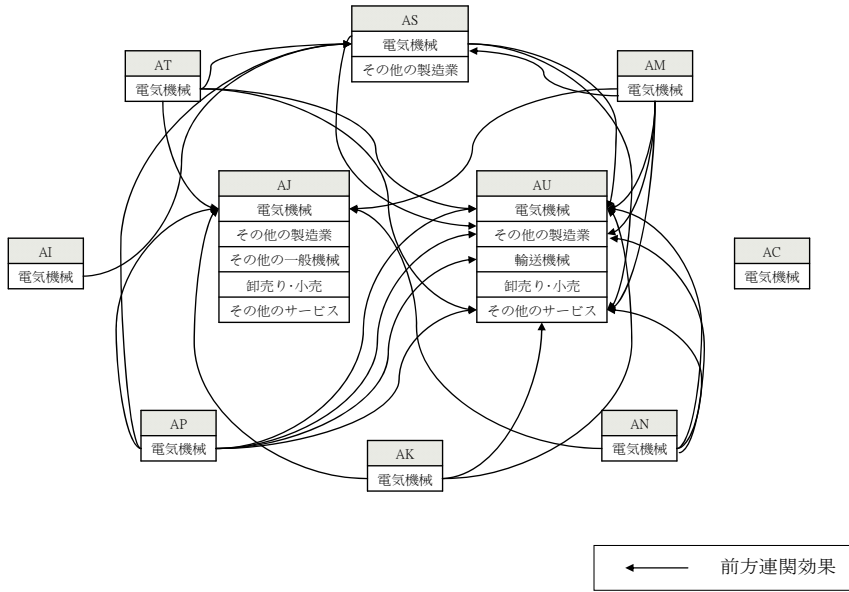 AS
電気機械
その他の製造業
AT
電気機械
AM
電気機械
AJ
電気機械
その他の製造業
その他の一般機械
卸売り･小売
その他のサービス
AU
電気機械
その他の製造業
輸送機械
卸売り･小売
その他のサービス
AI
電気機械
AC
電気機械
AP
電気機械
AK
電気機械
AN
電気機械
前方連関効果